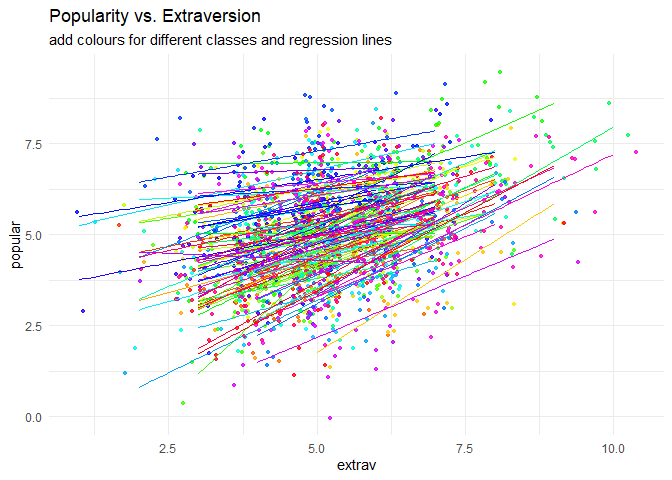 Popularity vs. Extraversion
add colours for different classes and regression lines
7.5
5.0
2.5
0.0
popular
2.5 5.0 7.5 10.0
extrav